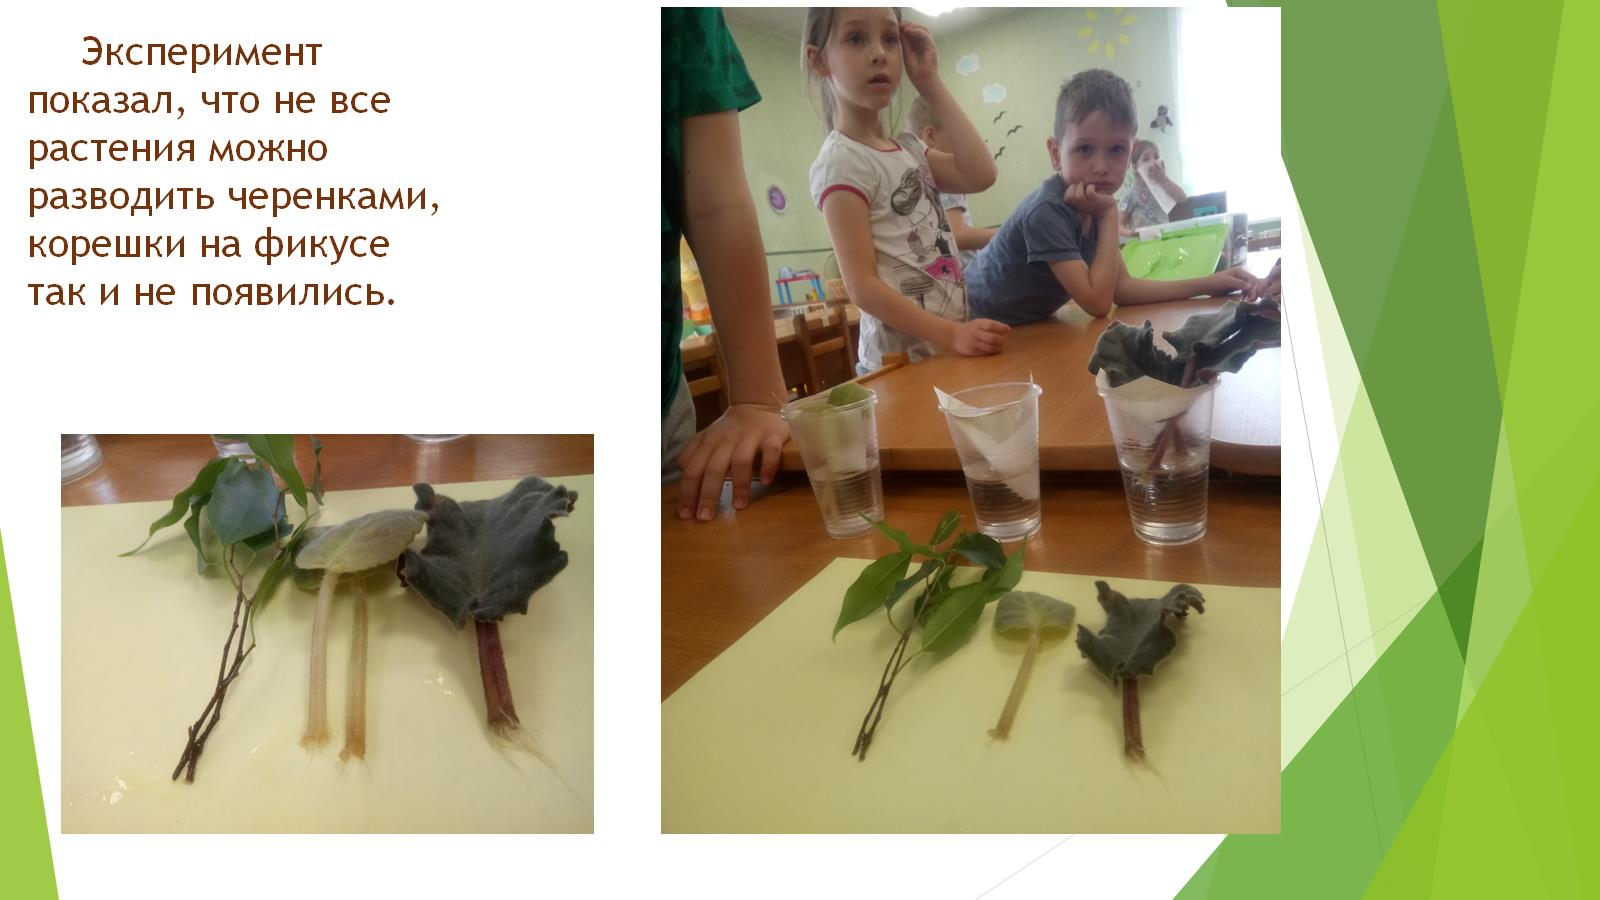 Эксперимент
показал, что не все
растения можно
разводить черенками,
корешки на фикусе
так и не появились.